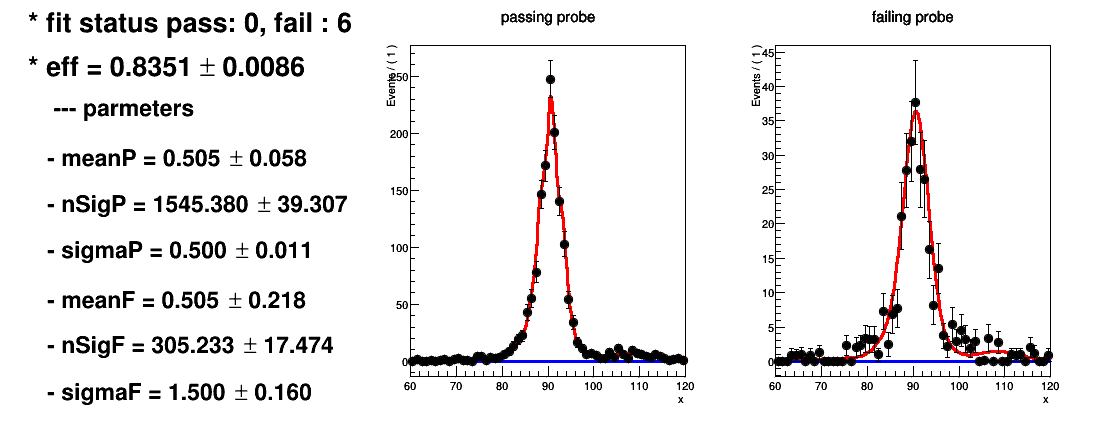 * fit status pass: 0, fail : 6
* eff = 0.8351 ± 0.0086
--- parmeters
- meanP = 0.505 ± 0.058
- nSigP = 1545.380 ± 39.307
- sigmaP = 0.500 ± 0.011
- meanF = 0.505 ± 0.218
- nSigF = 305.233 ± 17.474
- sigmaF = 1.500 ± 0.160
passing probe
Events / ( 1 )
250
200
150
100
50
0
60 70 80 90 100 110 120
x
failing probe
Events / ( 1 )
45
40
35
30
25
20
15
10
5
0
60 70 80 90 100 110 120
x